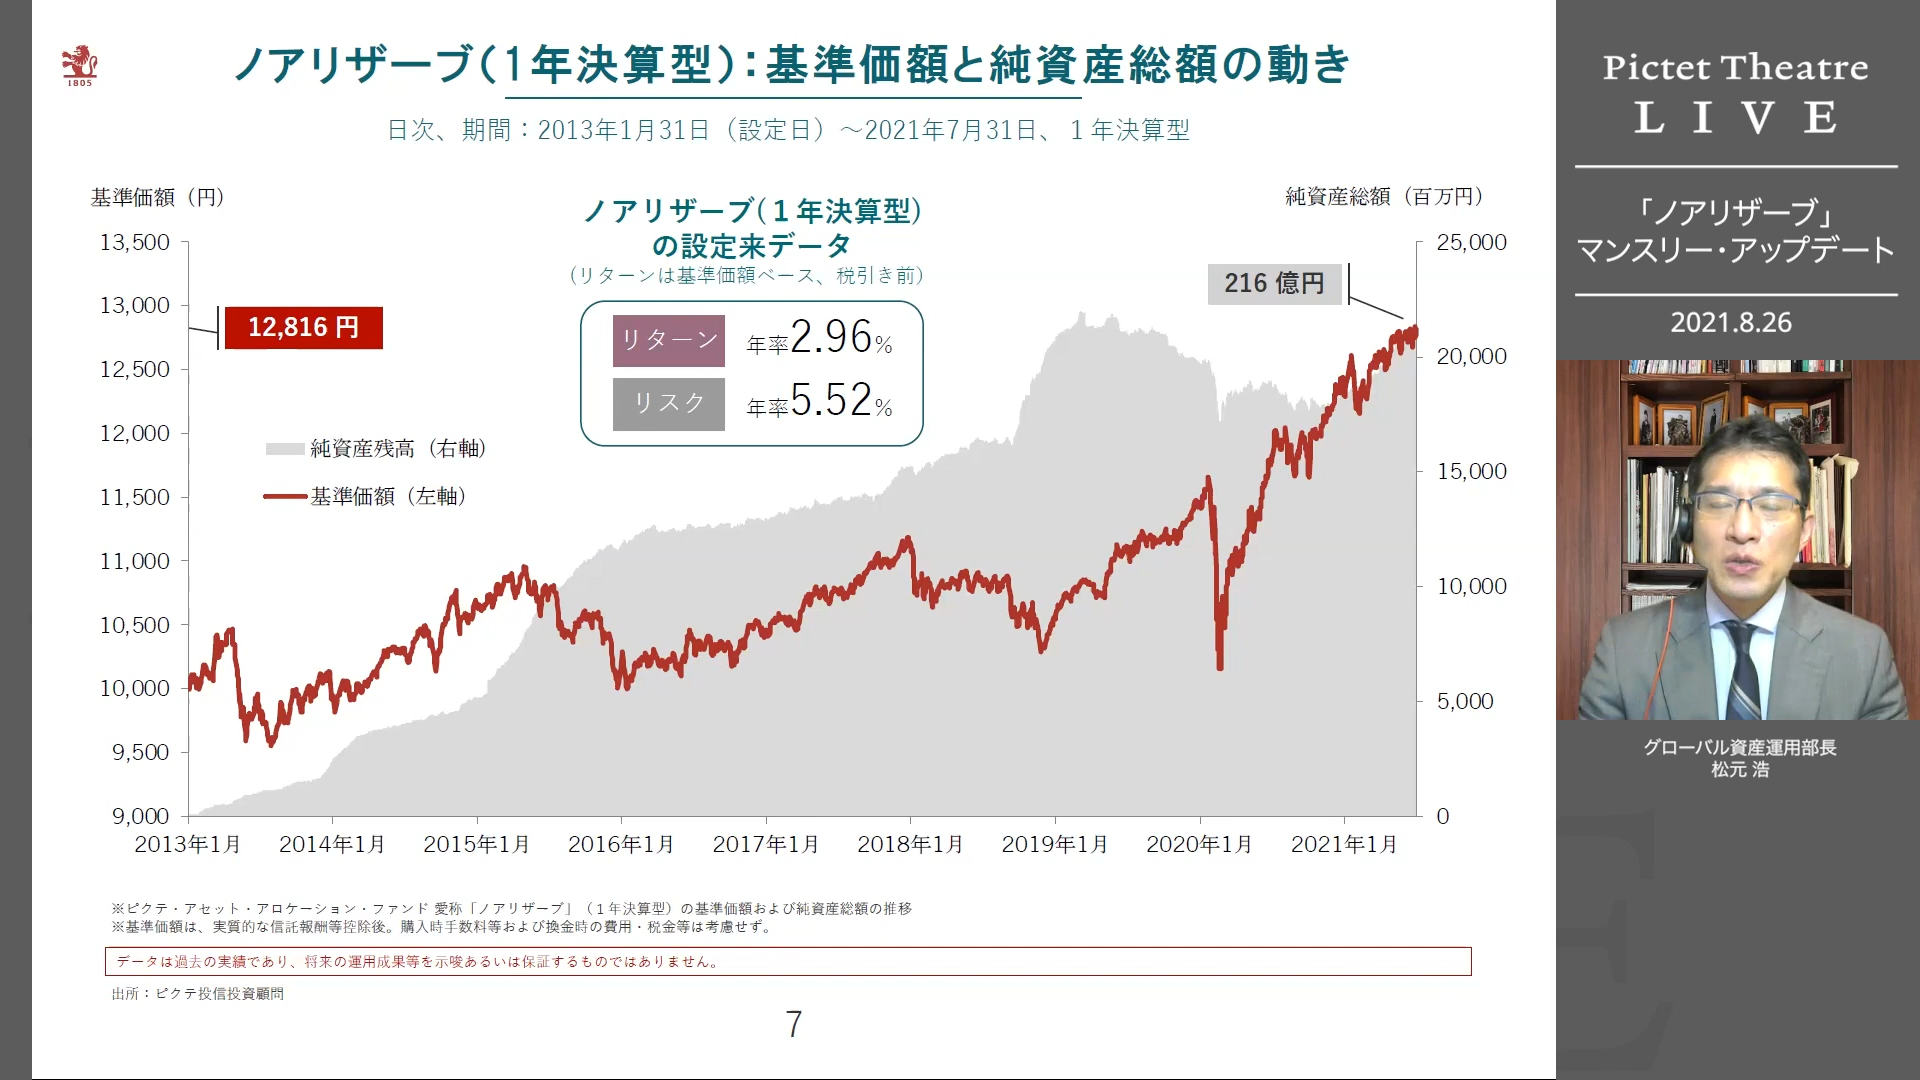 1805
ノアリザーブ(1年決算型):基準価額と純資産総額の動き
日次、期間:2013年1月31日(設定日)~2021年7月31日、1年決算型
基準価額(円)
純資産総額(百万円)
ノアリザーブ(1年決算型)
の設定来データ
(リターンは基準価額ベース、税引き前)
リターン 年率2.96%
リスク 年率5.52%
12,816 円
216 億円
純資産残高(右軸)
基準価額(左軸)
13,500
13,000
12,500
12,000
11,500
11,000
10,500
10,000
9,500
9,000
25,000
20,000
15,000
10,000
5,000
0
2013年1月 2014年1月 2015年1月 2016年1月 2017年1月 2018年1月 2019年1月 2020年1月 2021年1月
※ピクテ・アセット・アロケーション・ファンド 愛称「ノアリザーブ」(1年決算型)の基準価額および純資産総額の推移
※基準価額は、実質的な信託報酬等控除後。購入時手数料等および換金時の費用・税金等は考慮せず。
データは過去の実績であり、将来の運用成果等を示唆あるいは保証するものではありません。
出所:ピクテ投信投資顧問
7
Pictet Theatre
LIVE
「ノアリザーブ」
マンスリー・アップデート
2021.8.26
グローバル資産運用部長
松元 浩